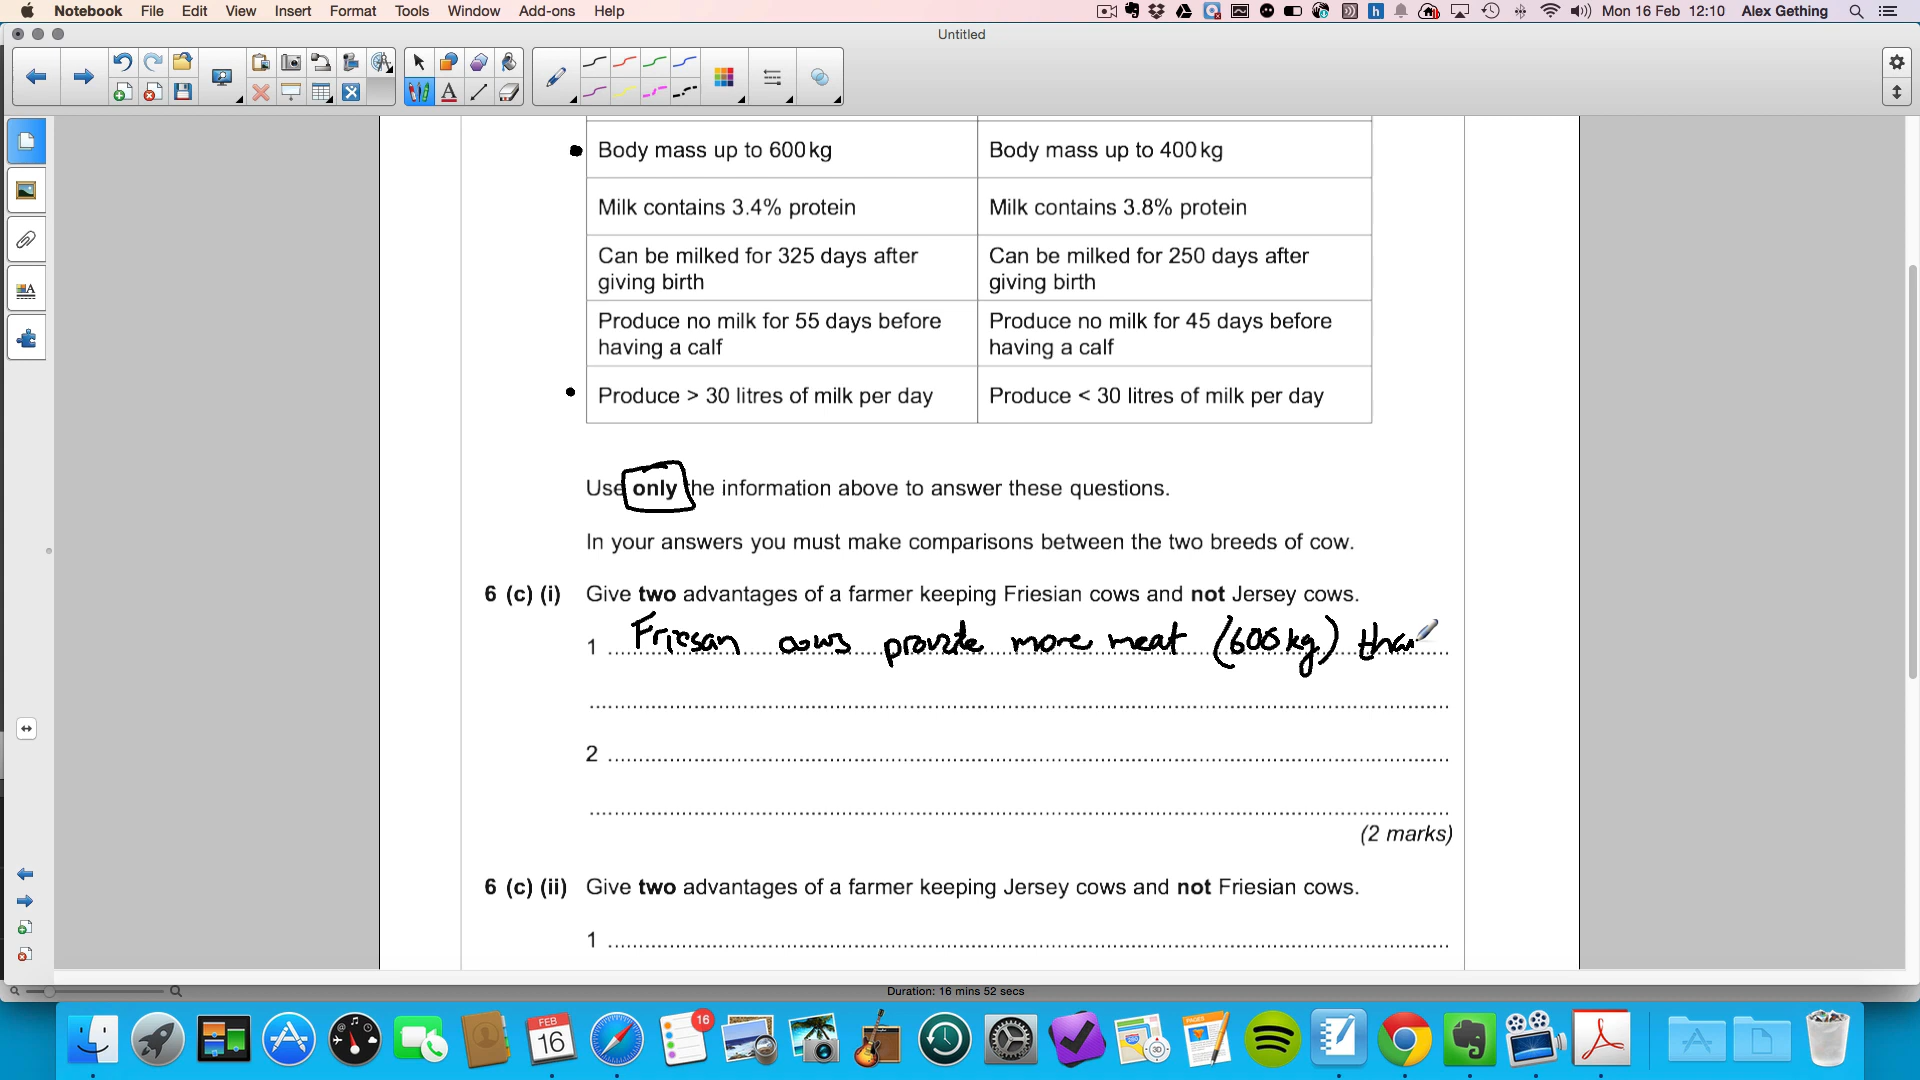 Notebook File Edit View Insert Format Tools Window Add-ons Help Mon 16 Feb 12:10 Alex Gething
Untitled
Body mass up to 600 kg Body mass up to 400 kg
Milk contains 3.4% protein Milk contains 3.8% protein
Can be milked for 325 days after giving birth Can be milked for 250 days after giving birth
Produce no milk for 55 days before having a calf Produce no milk for 45 days before having a calf
Produce > 30 litres of milk per day Produce < 30 litres of milk per day
Use only the information above to answer these questions.
In your answers you must make comparisons between the two breeds of cow.
6 (c) (i) Give two advantages of a farmer keeping Friesian cows and not Jersey cows.
1 Friesan cows provide more meat (600kg) than
2
(2 marks)
6 (c) (ii) Give two advantages of a farmer keeping Jersey cows and not Friesian cows.
1
Duration: 16 mins 52 secs
FEB
16
16